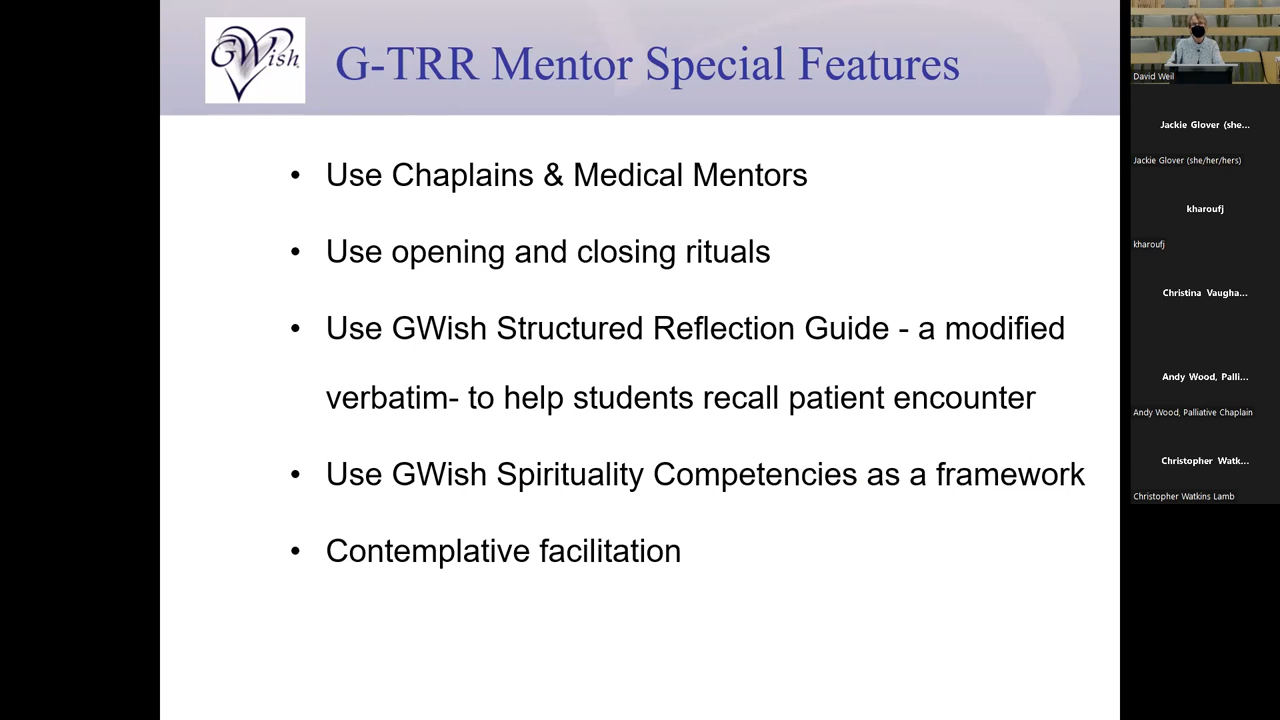 GWish
G-TRR Mentor Special Features
• Use Chaplains & Medical Mentors
• Use opening and closing rituals
• Use GWish Structured Reflection Guide - a modified
verbatim- to help students recall patient encounter
• Use GWish Spirituality Competencies as a framework
• Contemplative facilitation
David Weil
Jackie Glover (she...
Jackie Glover (she/her/hers)
kharoufj
kharoufj
Christina Vaugha...
Andy Wood, Palli...
Andy Wood, Palliative Chaplain
Christopher Watk...
Christopher Watkins Lamb